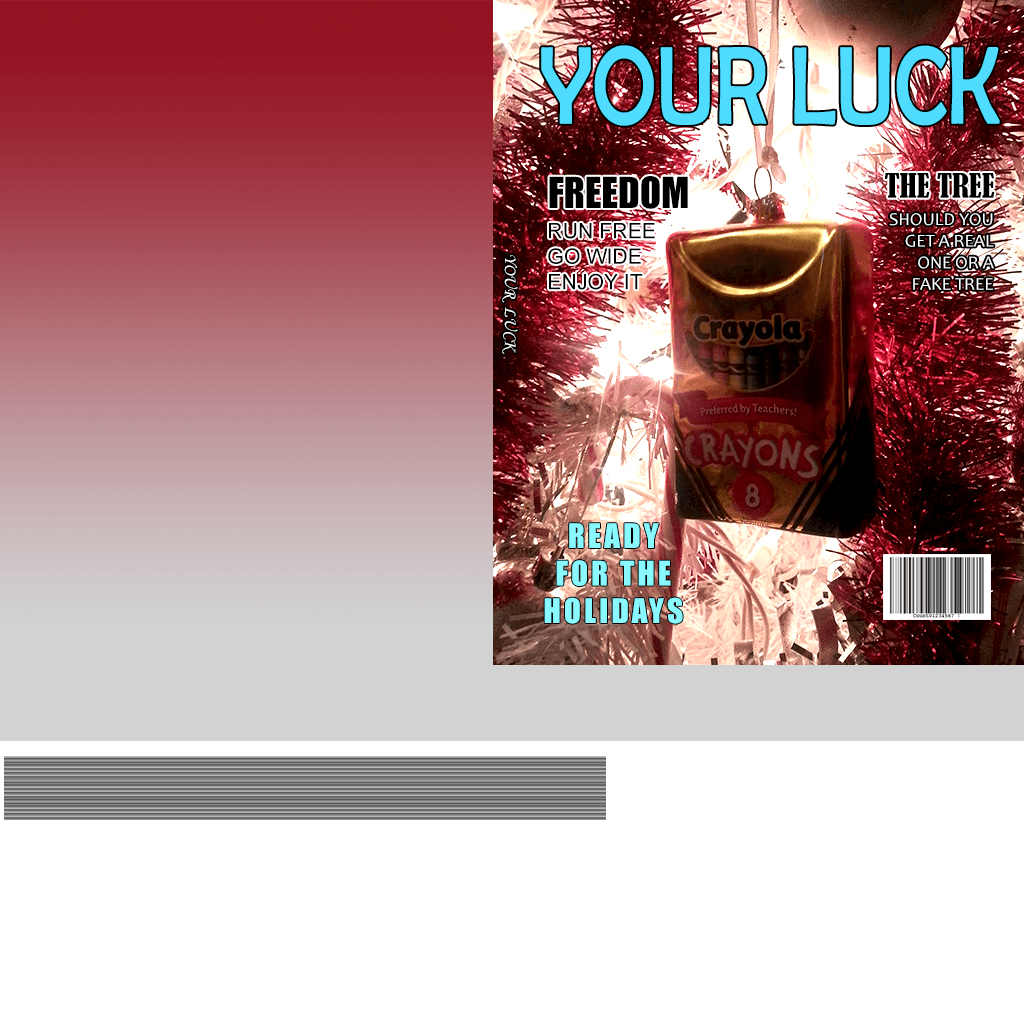 YOUR LUCK
FREEDOM
RUN FREE
GO WIDE
ENJOY IT
THE TREE
SHOULD YOU
GET A REAL
ONE OR A
FAKE TREE
YOUR LUCK
Crayola
Preferred by Teachers!
CRAYONS
8
READY
FOR THE
HOLIDAYS